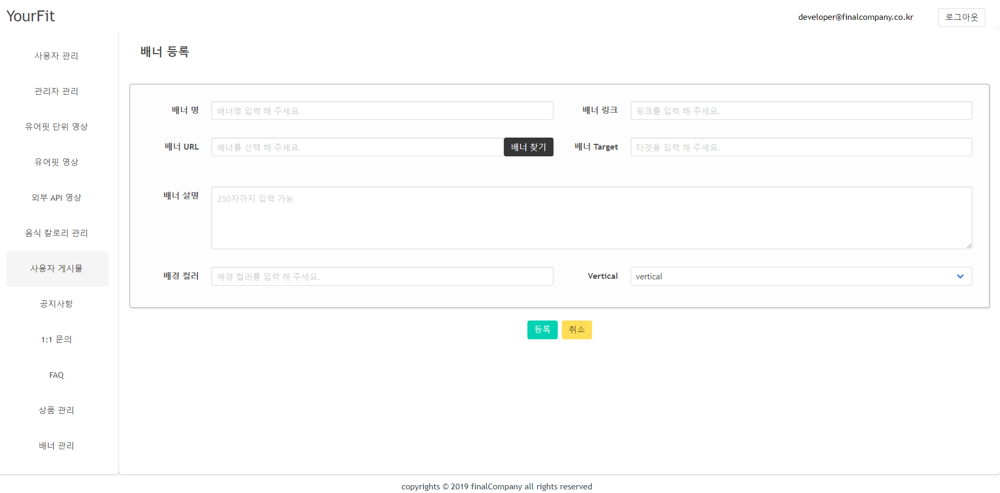 YourFit
developer@finalcompany.co.kr
로그아웃
사용자 관리
관리자 관리
유어핏 단위 영상
유어핏 영상
외부 API 영상
음식 칼로리 관리
사용자 게시물
공지사항
1:1 문의
FAQ
상품 관리
배너 관리
배너 등록
배너 명
배너명 입력 해 주세요.
배너 링크
링크를 입력 해 주세요.
배너 URL
배너를 선택 해 주세요.
배너 찾기
배너 Target
타겟을 입력 해 주세요.
배너 설명
250자까지 입력 가능
배경 컬러
배경 컬러를 입력 해 주세요.
Vertical
vertical
등록
취소
copyrights © 2019 finalCompany all rights reserved